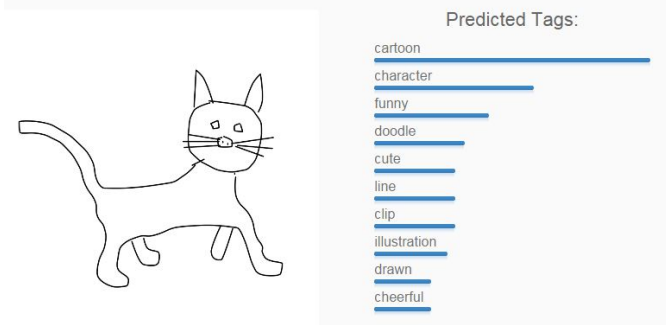 Predicted Tags:
cartoon
character
funny
doodle
cute
line
clip
illustration
drawn
cheerful